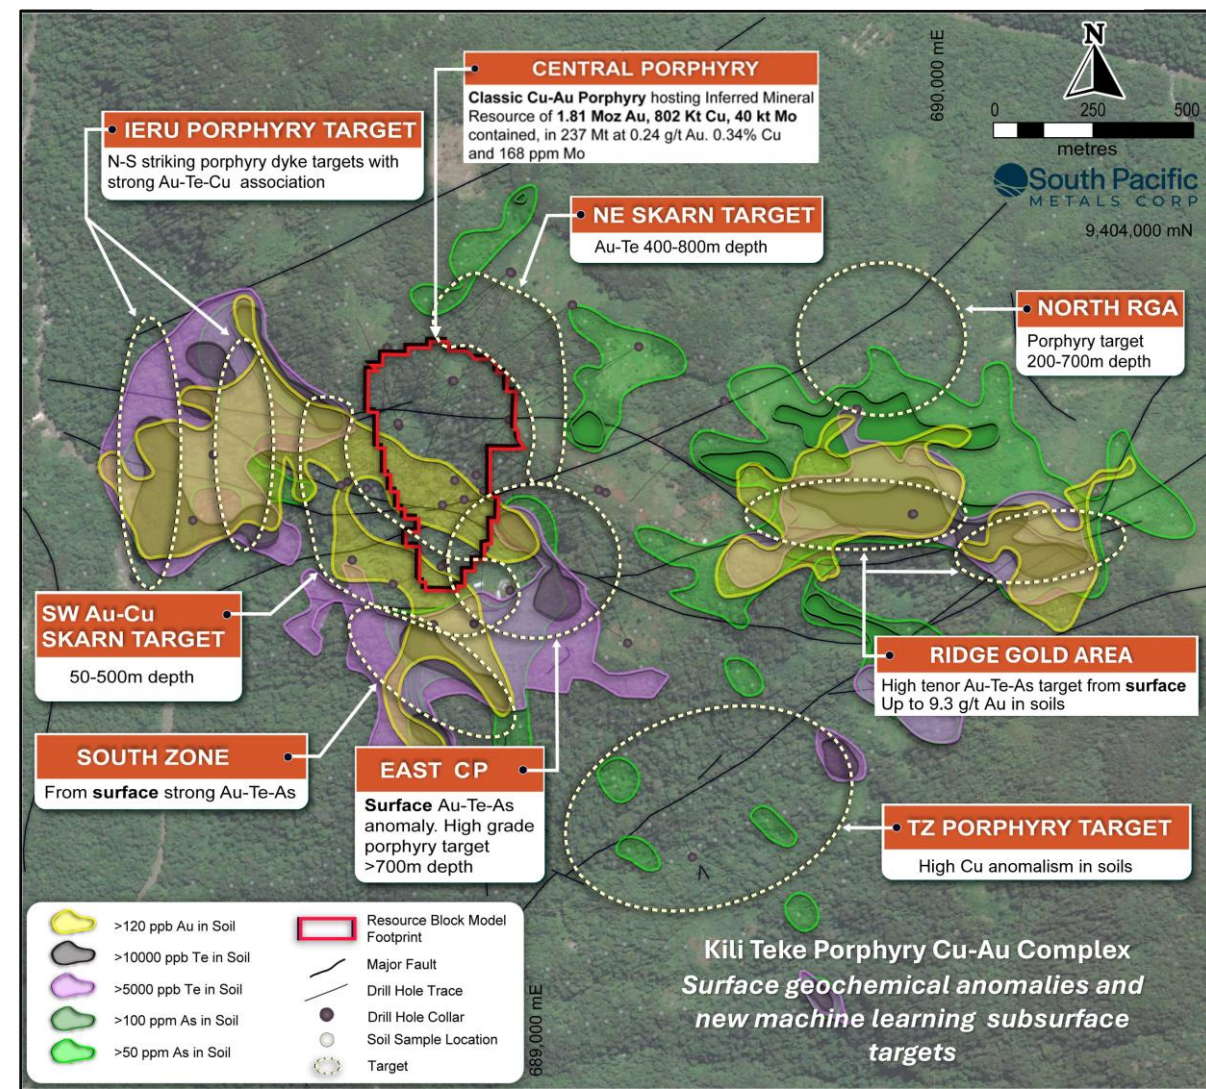 CENTRAL PORPHYRY
Classic Cu-Au Porphyry hosting Inferred Mineral
Resource of 1.81 Moz Au, 802 Kt Cu, 40 kt Mo
contained, in 237 Mt at 0.24 g/t Au. 0.34% Cu
and 168 ppm Mo
690,000 mE
N
0 250 500
metres
South Pacific
METALS CORP
9,404,000 mN
IERU PORPHYRY TARGET
N-S striking porphyry dyke targets with
strong Au-Te-Cu association
NE SKARN TARGET
Au-Te 400-800m depth
NORTH RGA
Porphyry target
200-700m depth
SW Au-Cu
SKARN TARGET
50-500m depth
RIDGE GOLD AREA
High tenor Au-Te-As target from surface
Up to 9.3 g/t Au in soils
SOUTH ZONE
From surface strong Au-Te-As
EAST CP
Surface Au-Te-As
anomaly. High grade
porphyry target
>700m depth
TZ PORPHYRY TARGET
High Cu anomalism in soils
>120 ppb Au in Soil
>10000 ppb Te in Soil
>5000 ppb Te in Soil
>100 ppm As in Soil
>50 ppm As in Soil
Resource Block Model
Footprint
Major Fault
Drill Hole Trace
Drill Hole Collar
Soil Sample Location
Target
689,000 mE
Kili Teke Porphyry Cu-Au Complex
Surface geochemical anomalies and
new machine learning subsurface
targets